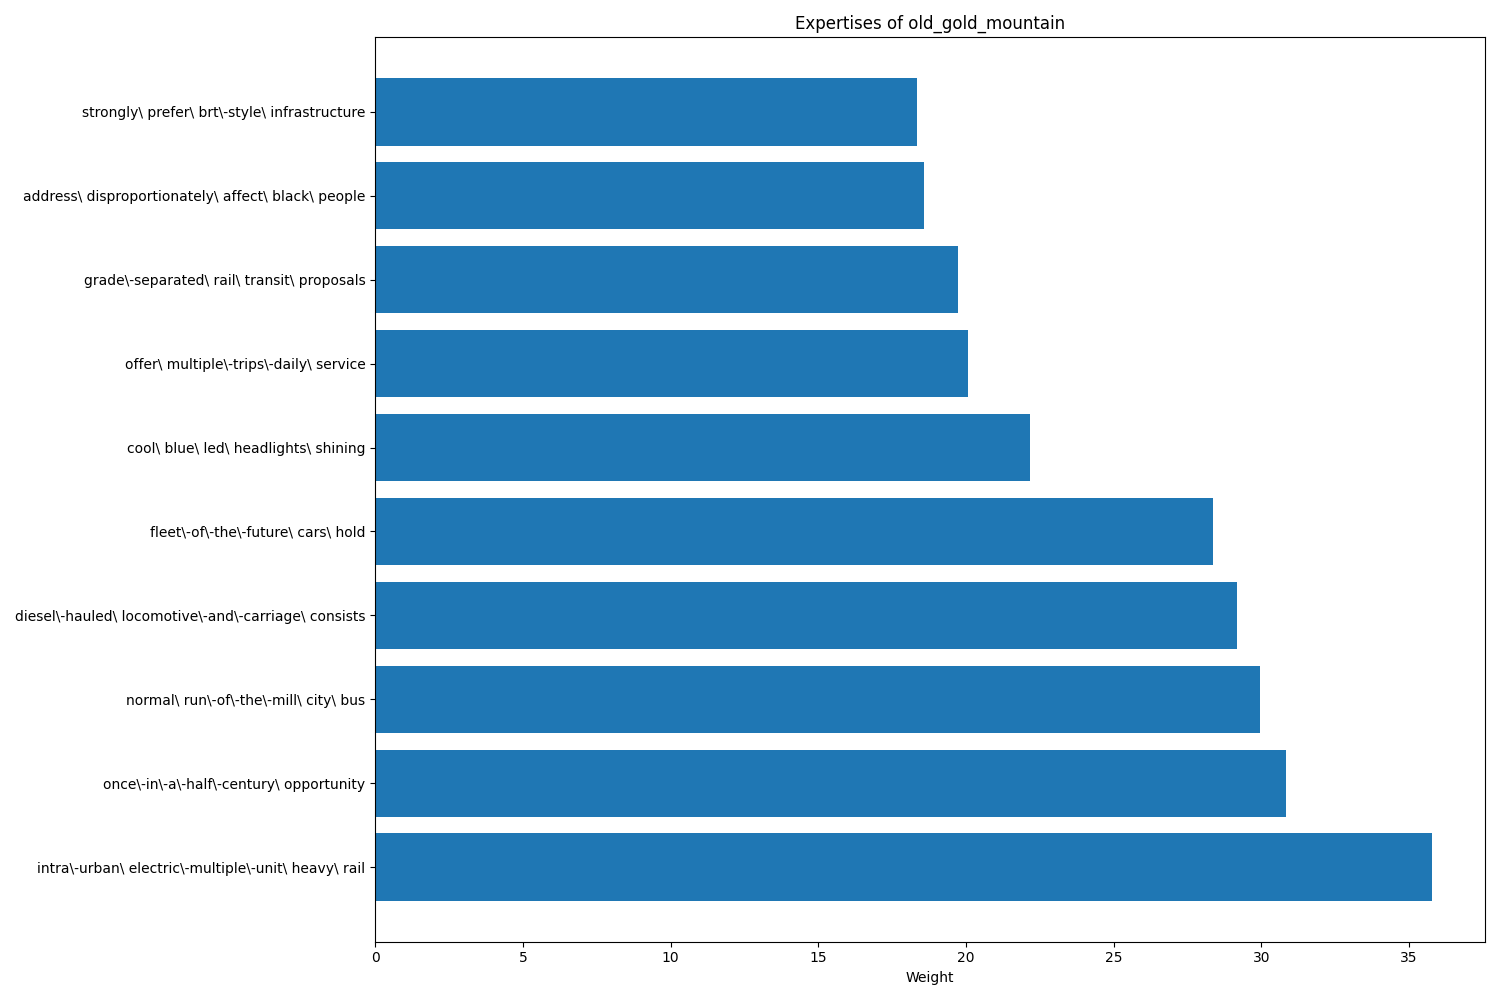 Expertises of old_gold_mountain
strongly\ prefer\ brt\-style\ infrastructure
address\ disproportionately\ affect\ black\ people
grade\-separated\ rail\ transit\ proposals
offer\ multiple\-trips\-daily\ service
cool\ blue\ led\ headlights\ shining
fleet\-of\-the\-future\ cars\ hold
diesel\-hauled\ locomotive\-and\-carriage\ consists
normal\ run\-of\-the\-mill\ city\ bus
once\-in\-a\-half\-century\ opportunity
intra\-urban\ electric\-multiple\-unit\ heavy\ rail
0 5 10 15 20 25 30 35
Weight